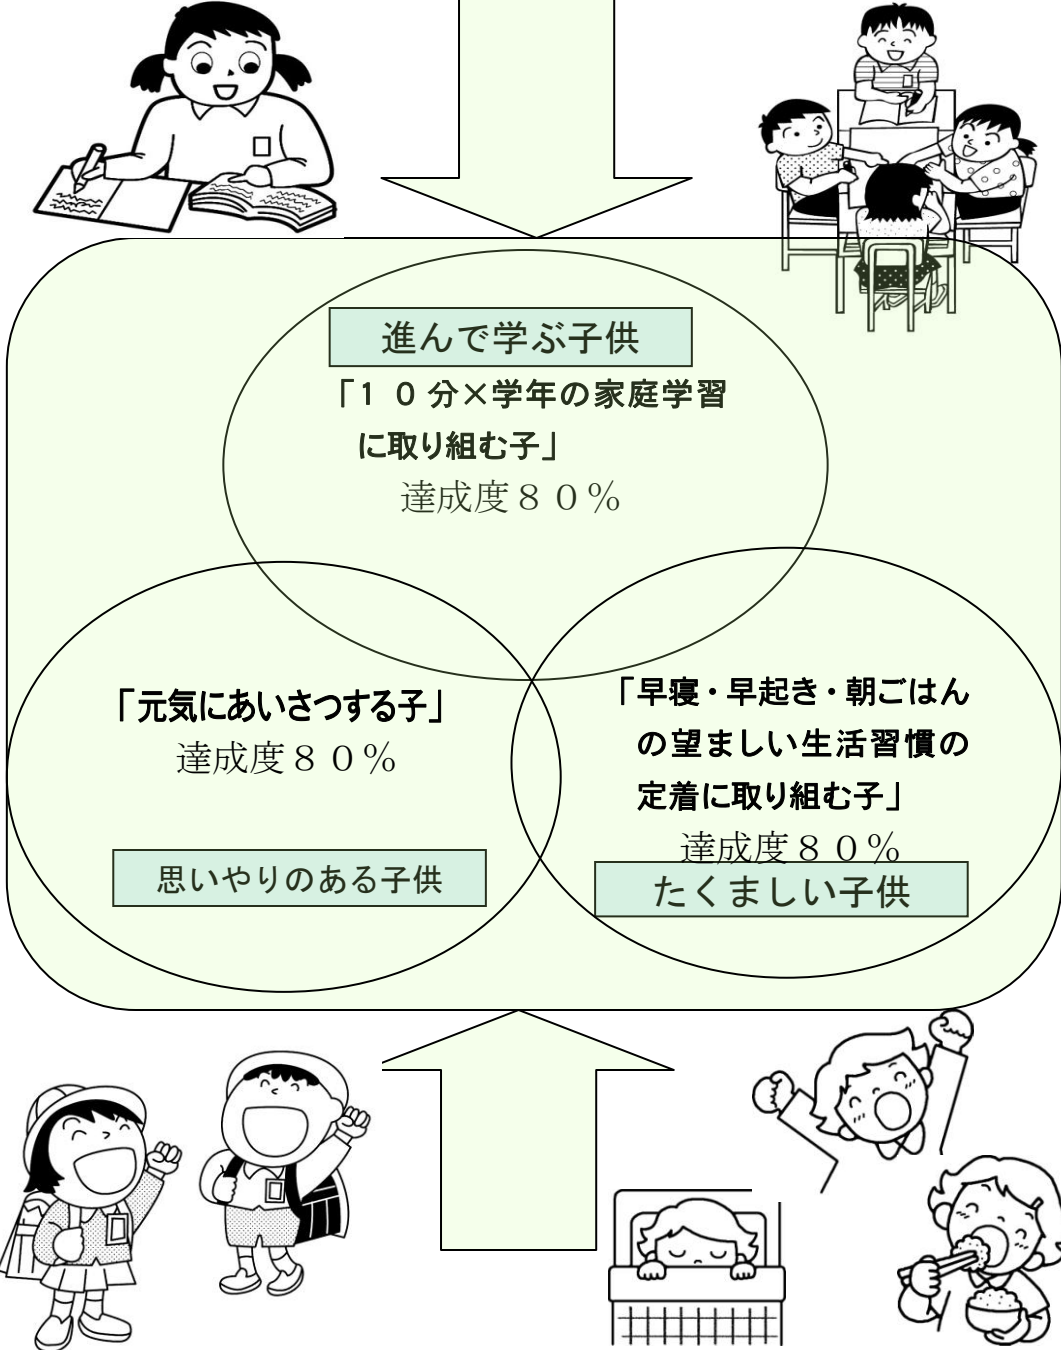 進んで学ぶ子供
「１０分×学年の家庭学習
に取り組む子」
達成度８０％
「元気にあいさつする子」
達成度８０％
思いやりのある子供
「早寝・早起き・朝ごはん
の望ましい生活習慣の
定着に取り組む子」
達成度８０％
たくましい子供